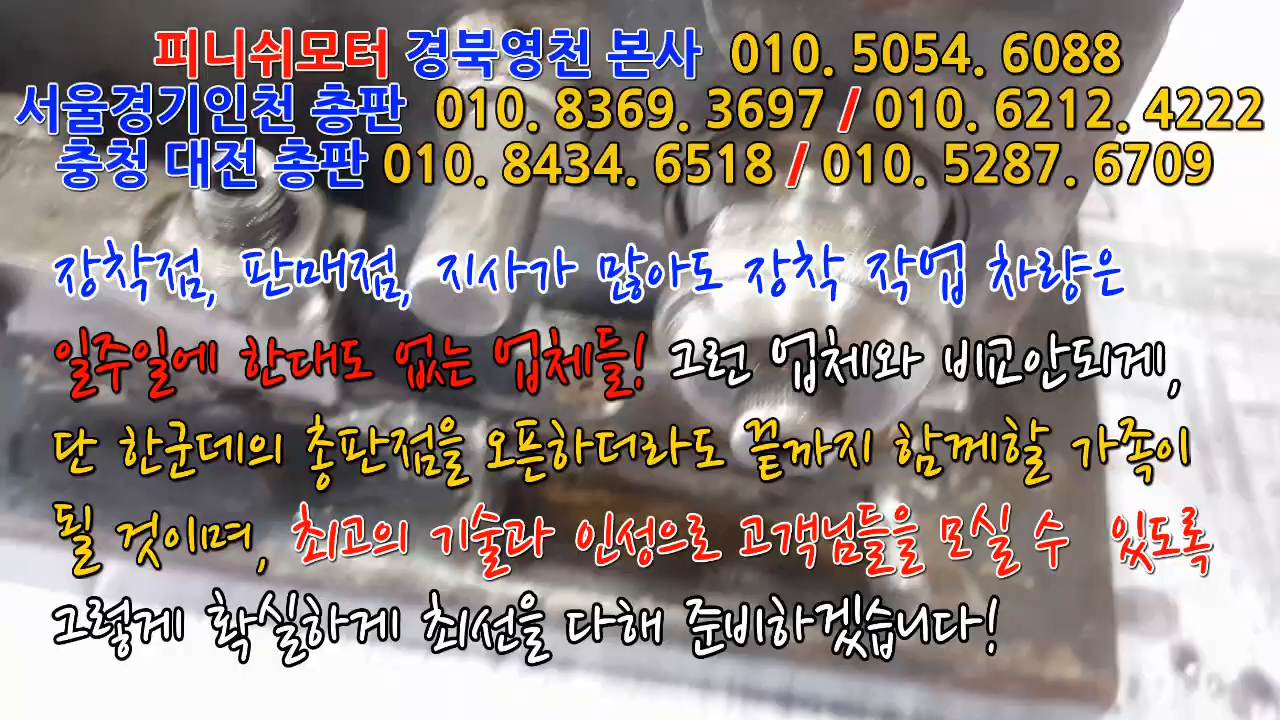 피니쉬모터 경북영천 본사 010. 5054. 6088
서울경기인천 총판 010. 8369. 3697 / 010. 6212. 4222
충청 대전 총판 010. 8434. 6518 / 010. 5287. 6709
장착점, 판매점, 지사가 많아도 장착 작업 차량은
일주일에 한대도 없는 업체들! 그런 업체와 비교안되게,
단 한군데의 총판점을 오픈하더라도 끝까지 함께할 가족이
될 것이며, 최고의 기술과 인성으로 고객님들을 모실 수 있도록
그렇게 확실하게 최선을 다해 준비하겠습니다!